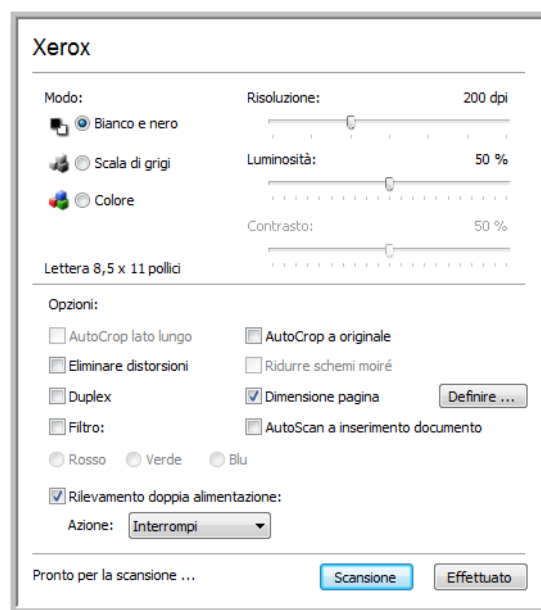 Xerox
Modo:
Bianco e nero
Scala di grigi
Colore
Lettera 8,5 x 11 pollici
Risoluzione: 200 dpi
Luminosità: 50 %
Contrasto: 50 %
Opzioni:
AutoCrop lato lungo AutoCrop a originale
Eliminare distorsioni Ridurre schemi moiré
Duplex Dimensione pagina Definire ...
Filtro: AutoScan a inserimento documento
Rosso Verde Blu
Rilevamento doppia alimentazione:
Azione: Interrompi
Pronto per la scansione ... Scansione Effettuato